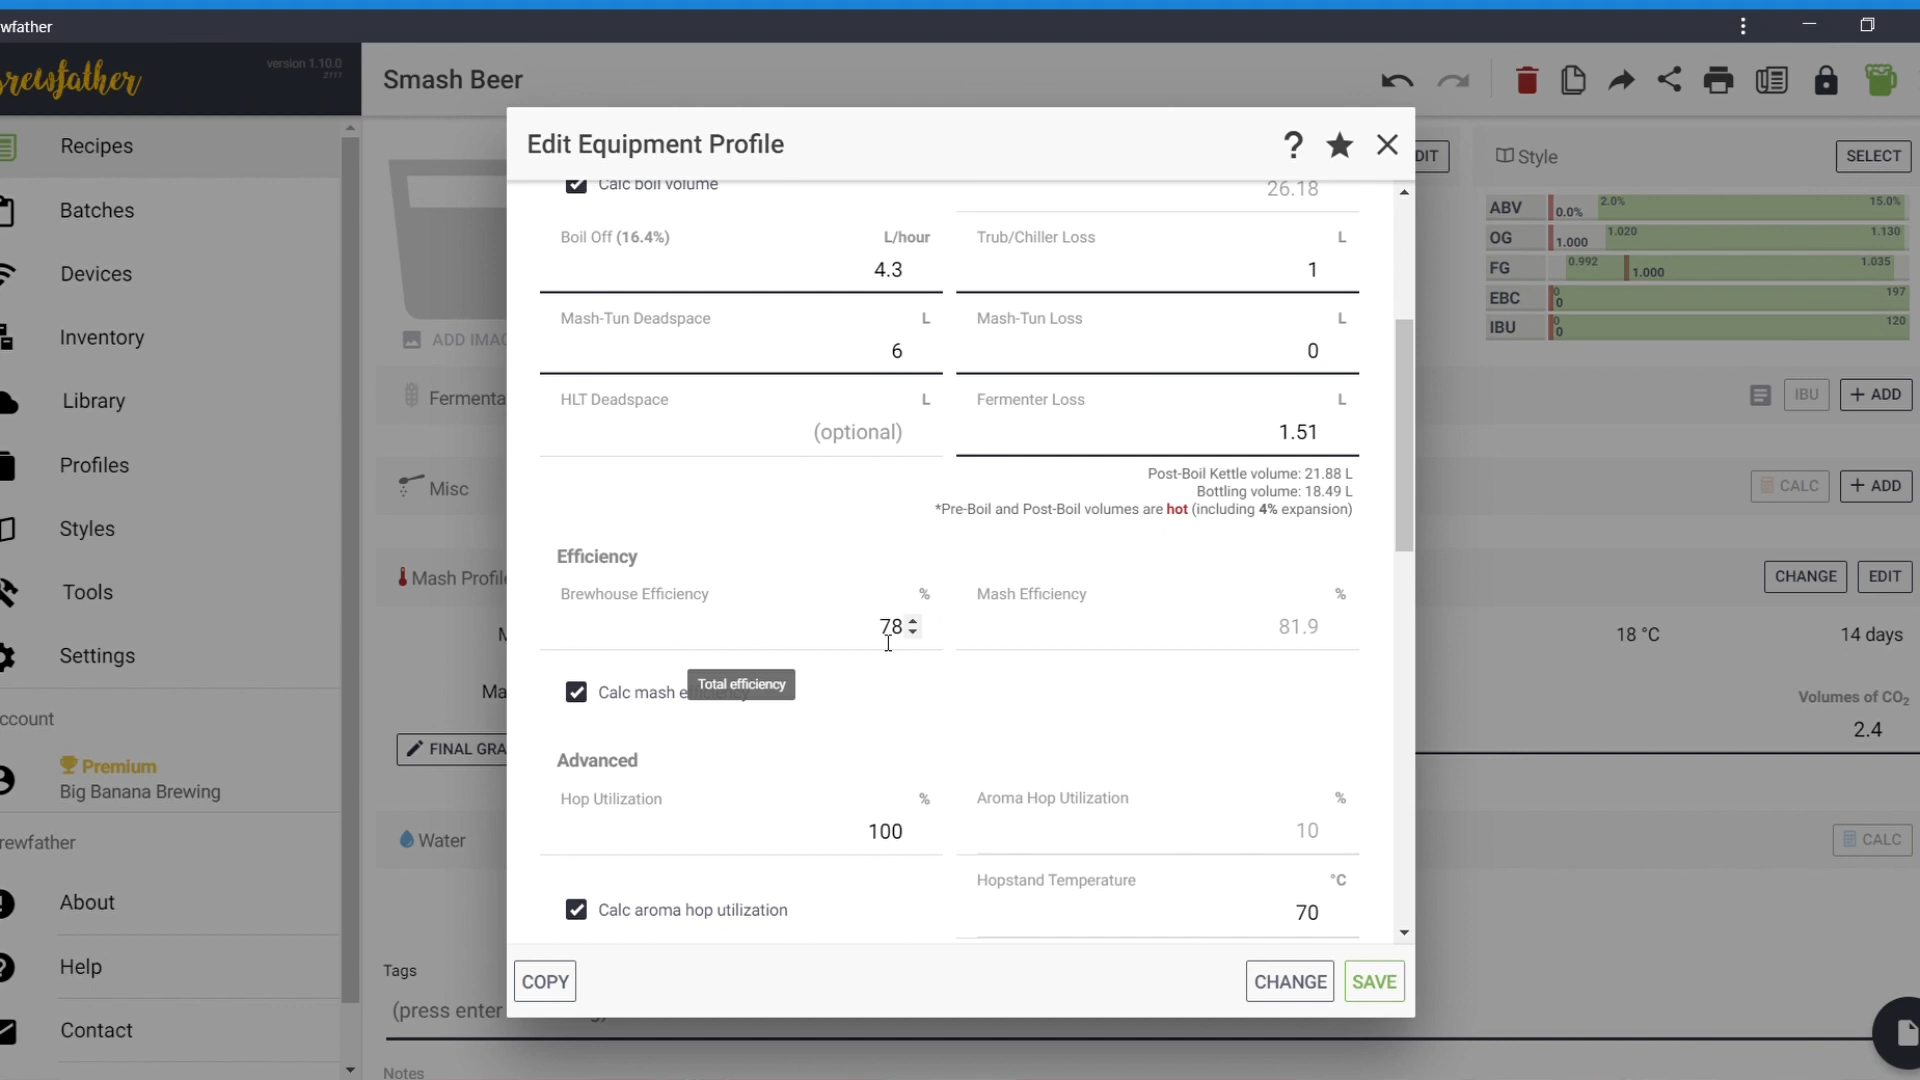 wfather
brewfather
version 1.10.0
Smash Beer
Recipes
Batches
Devices
Inventory
Library
Profiles
Styles
Tools
Settings
ccount
Premium
Big Banana Brewing
rewfather
About
Help
Contact
ADD IMAG
Fermenta
Misc
Mash Profile
M
Ma
FINAL GRA
Water
Tags
(press enter
Notes
Edit Equipment Profile
?
Calc boil volume
26.18
Boil Off (16.4%) L/hour
4.3
Trub/Chiller Loss L
1
Mash-Tun Deadspace L
6
Mash-Tun Loss L
0
HLT Deadspace L
(optional)
Fermenter Loss L
1.51
Post-Boil Kettle volume: 21.88 L
Bottling volume: 18.49 L
*Pre-Boil and Post-Boil volumes are hot (including 4% expansion)
Efficiency
Brewhouse Efficiency %
78
Mash Efficiency %
81.9
Calc mash e
Total efficiency
Advanced
Hop Utilization %
100
Aroma Hop Utilization %
10
Calc aroma hop utilization
Hopstand Temperature °C
70
COPY
CHANGE
SAVE
DIT
Style
SELECT
ABV 0.0% 2.0% 15.0%
OG 1.000 1.020 1.130
FG 0.992 1.000 1.035
EBC 0 0 197
IBU 0 0 120
IBU
+ ADD
CALC
+ ADD
CHANGE
EDIT
18 °C
14 days
Volumes of CO2
2.4
CALC